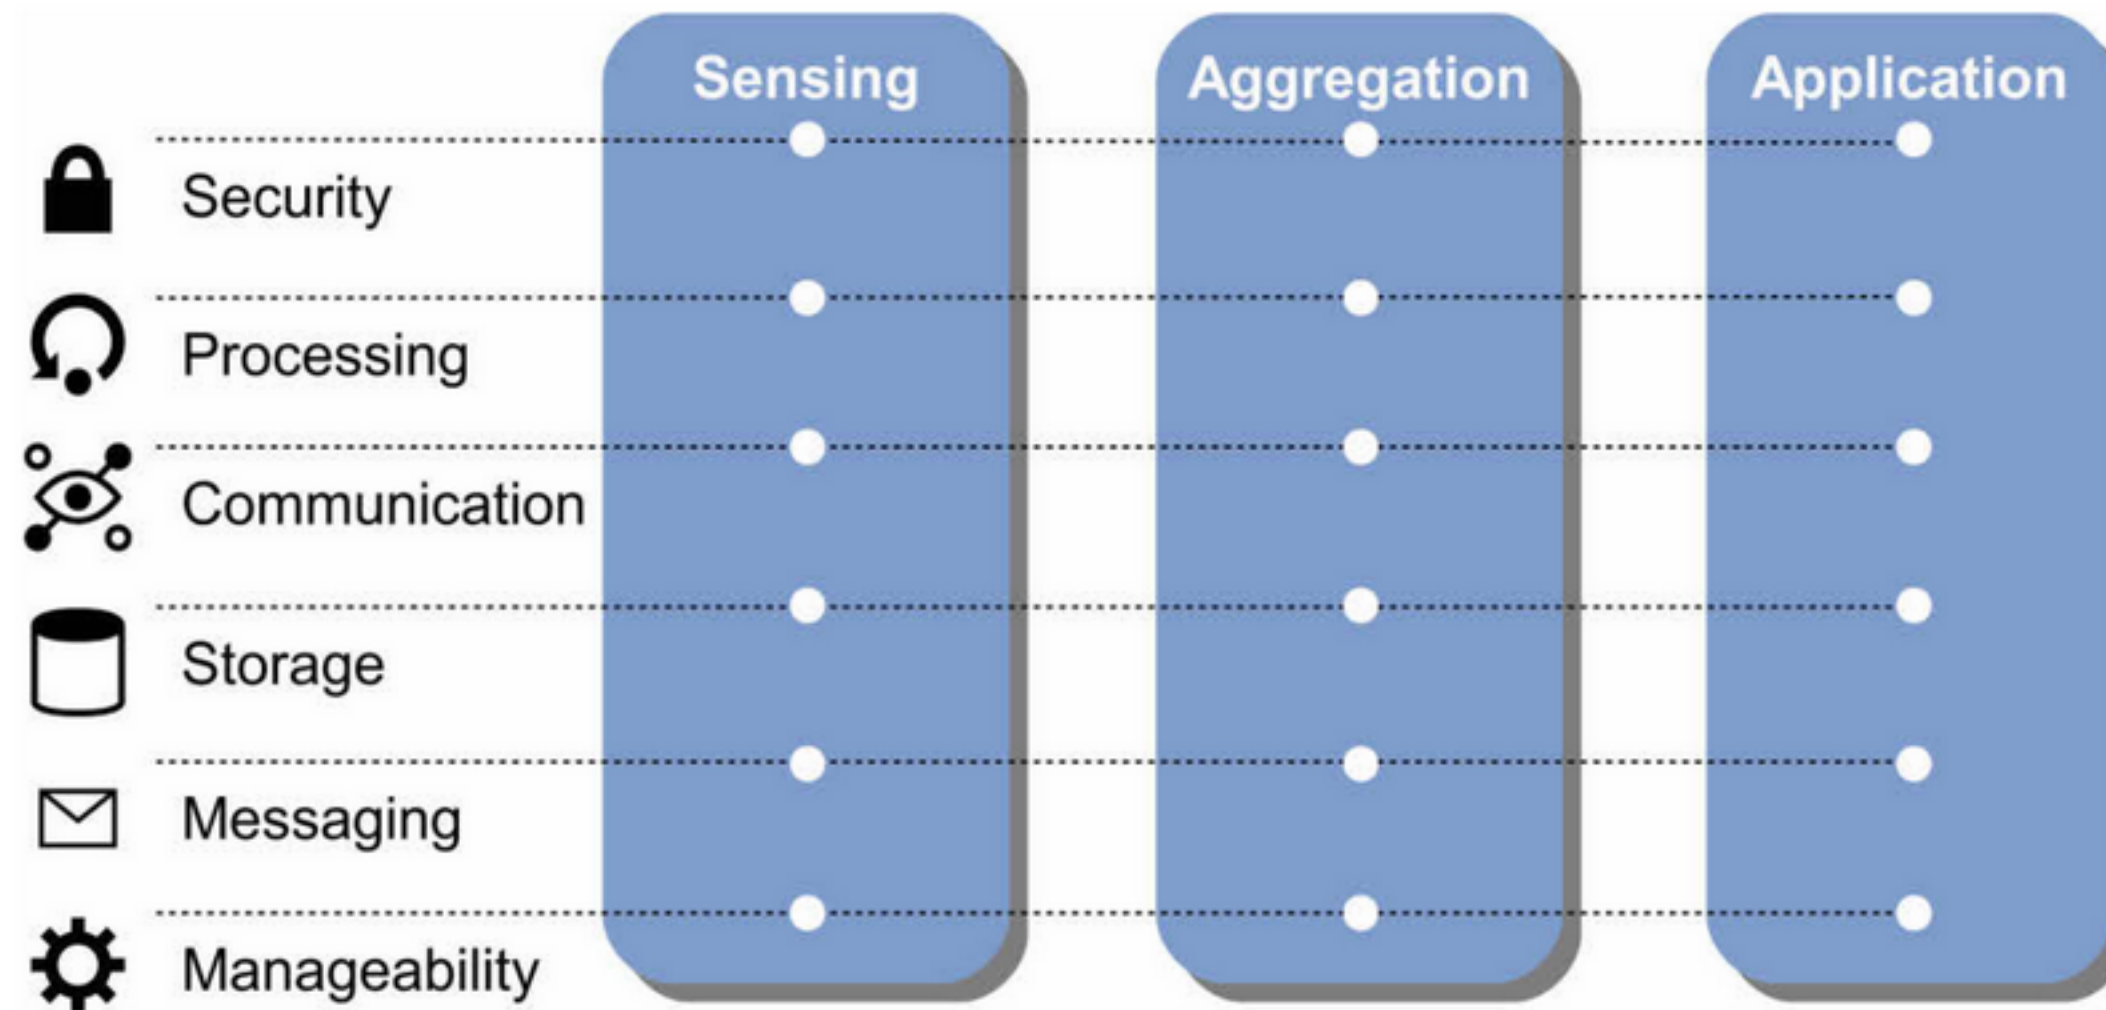 Sensing Aggregation Application
Security
Processing
Communication
Storage
Messaging
Manageability